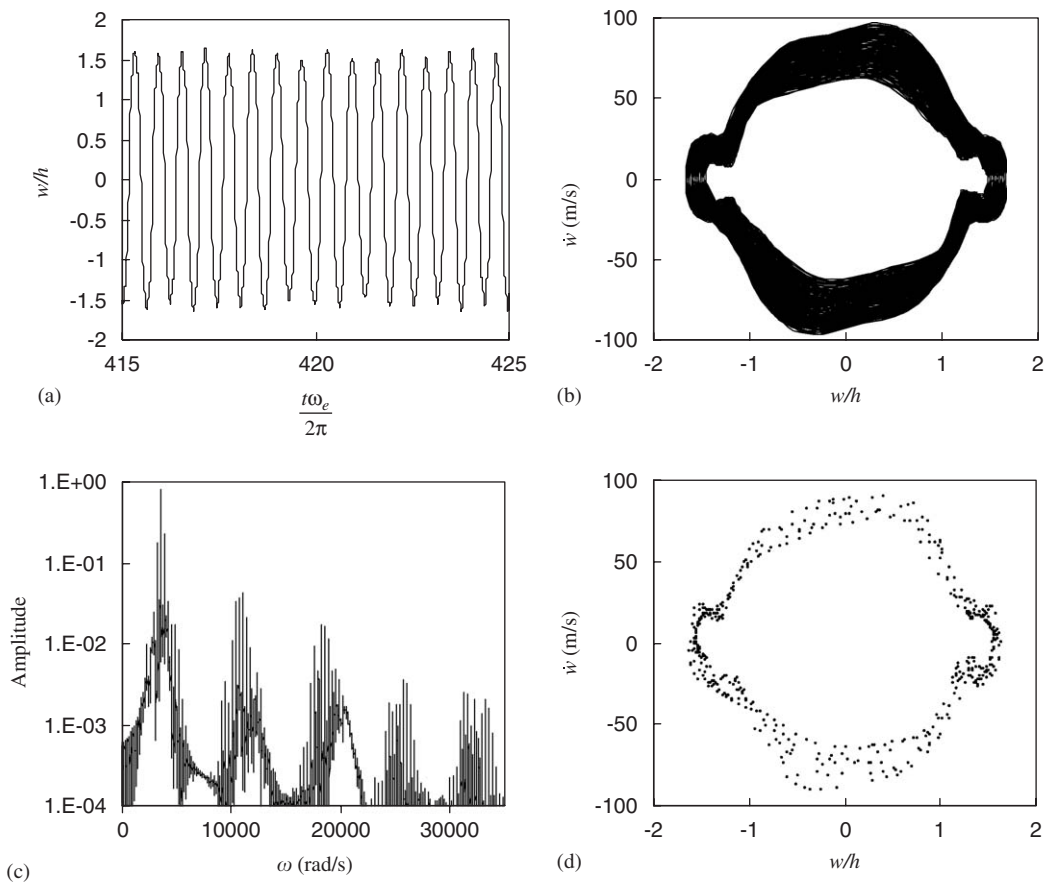 2
1.5
1
0.5
0
-0.5
-1
-1.5
-2
w/h
415
420
425
tω_e
2π
(a)
100
50
0
-50
-100
ẇ (m/s)
-2
-1
0
1
2
w/h
(b)
1.E+00
1.E-01
1.E-02
1.E-03
1.E-04
Amplitude
0
10000
20000
30000
ω (rad/s)
(c)
100
50
0
-50
-100
ẇ (m/s)
-2
-1
0
1
2
w/h
(d)